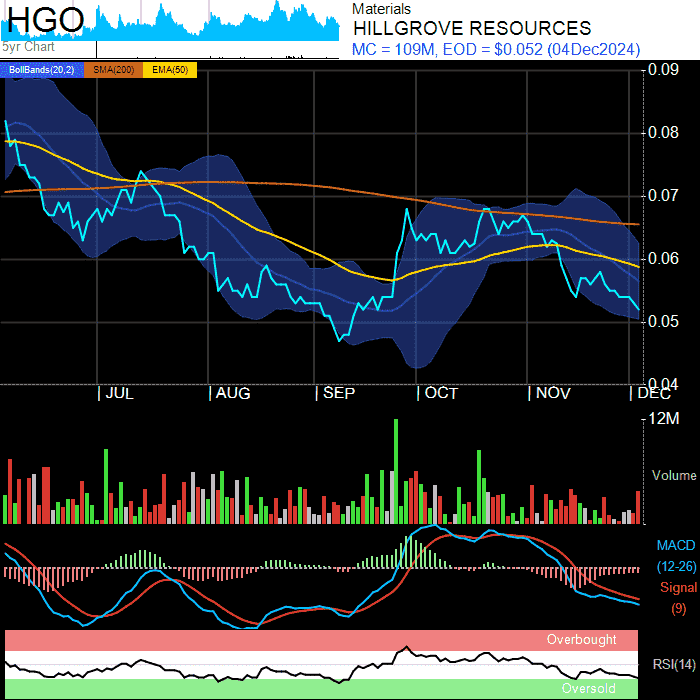 HGO
5yr Chart
Materials
HILLGROVE RESOURCES
MC = 109M, EOD = $0.052 (04Dec2024)
BollBands(20,2) SMA(200) EMA(50)
0.09
0.08
0.07
0.06
0.05
0.04
| JUL | AUG | SEP | OCT | NOV | DEC
12M
Volume
MACD
(12-26)
Signal
(9)
Overbought
RSI(14)
Oversold